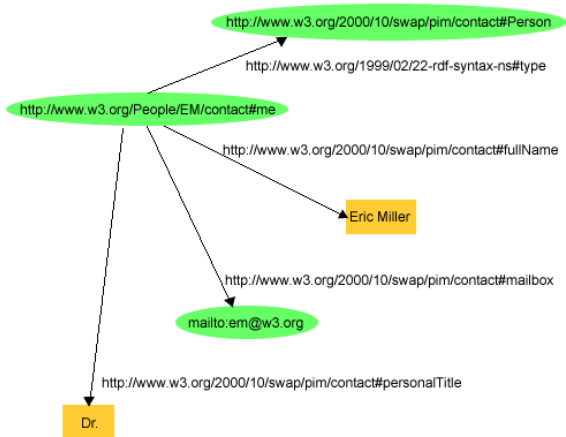 http://www.w3.org/2000/10/swap/pim/contact#Person
http://www.w3.org/1999/02/22-rdf-syntax-ns#type
http://www.w3.org/People/EM/contact#me
http://www.w3.org/2000/10/swap/pim/contact#fullName
Eric Miller
http://www.w3.org/2000/10/swap/pim/contact#mailbox
mailto:em@w3.org
http://www.w3.org/2000/10/swap/pim/contact#personalTitle
Dr.